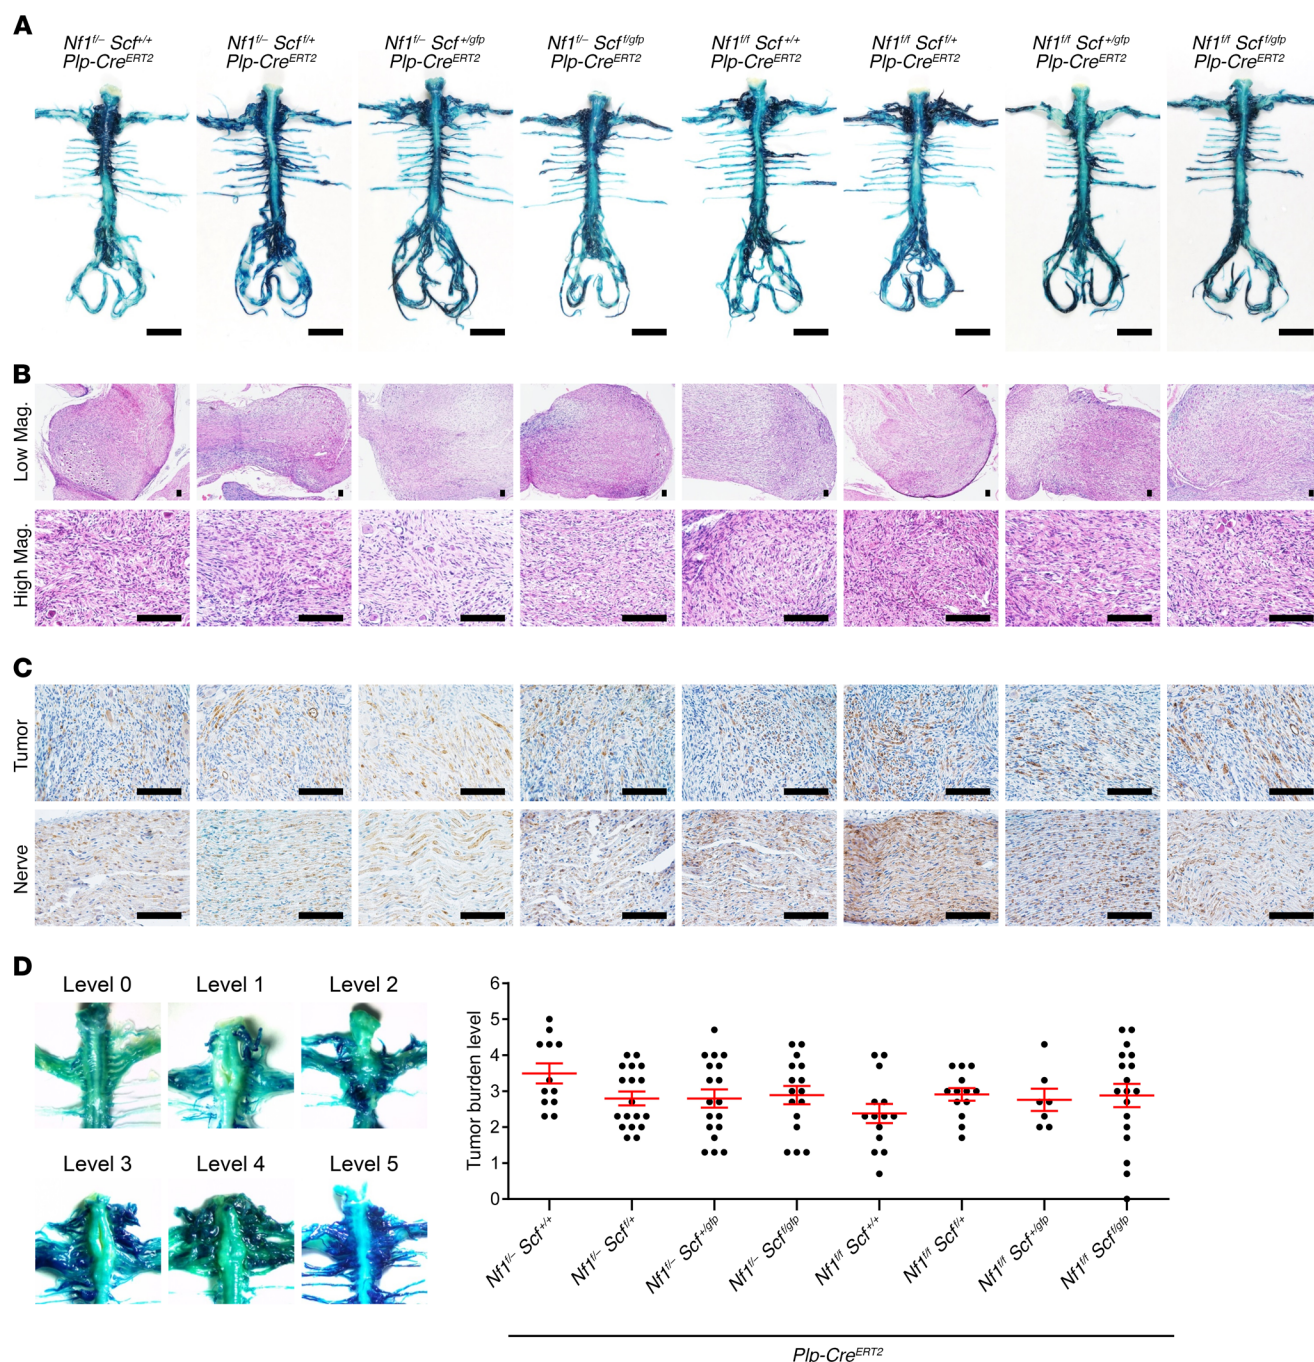 A
Nf1f/– Scf+/+ Plp-CreERT2
Nf1f/– Scff/+ Plp-CreERT2
Nf1f/– Scf+/gfp Plp-CreERT2
Nf1f/– Scff/gfp Plp-CreERT2
Nf1f/f Scf+/+ Plp-CreERT2
Nf1f/f Scff/+ Plp-CreERT2
Nf1f/f Scf+/gfp Plp-CreERT2
Nf1f/f Scff/gfp Plp-CreERT2
B
Low Mag.
High Mag.
C
Tumor
Nerve
D
Level 0
Level 1
Level 2
Level 3
Level 4
Level 5
Tumor burden level
6
5
4
3
2
1
0
Nf1f/– Scf+/+
Nf1f/– Scff/+
Nf1f/– Scf+/gfp
Nf1f/– Scff/gfp
Nf1f/f Scf+/+
Nf1f/f Scff/+
Nf1f/f Scf+/gfp
Nf1f/f Scff/gfp
Plp-CreERT2